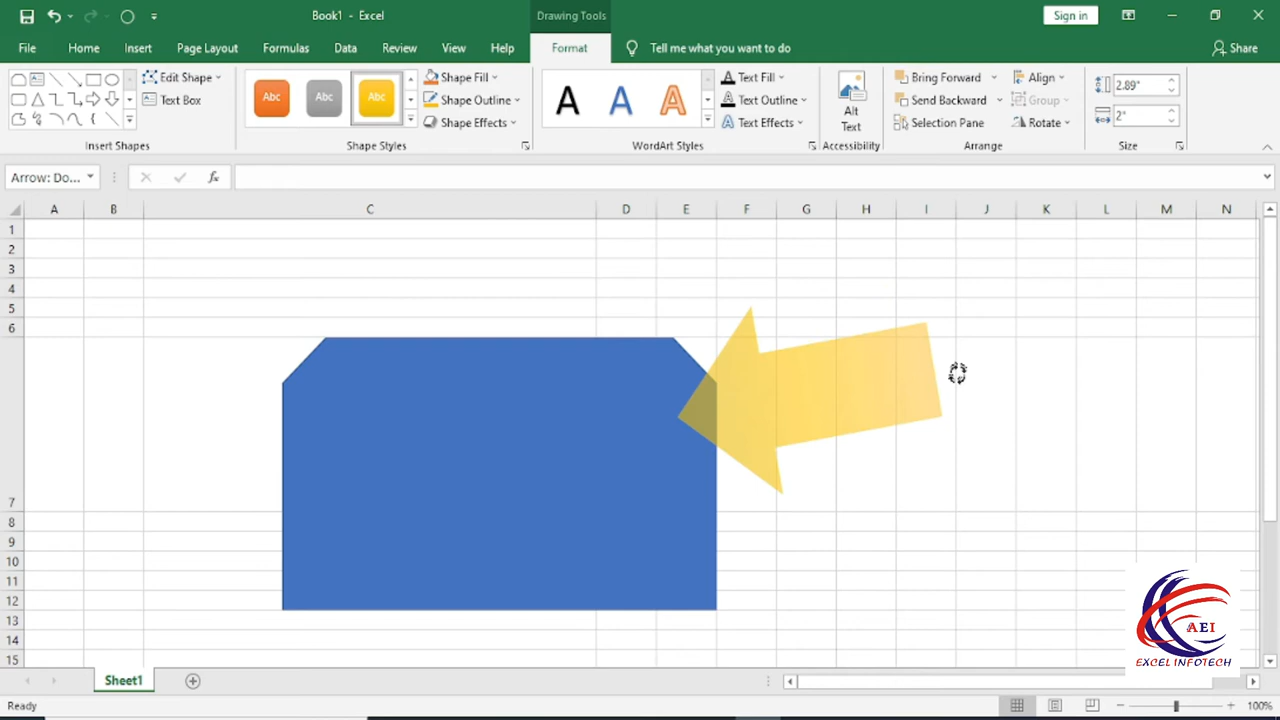 Book1 - Excel
Drawing Tools
Sign in
File Home Insert Page Layout Formulas Data Review View Help Format Tell me what you want to do Share
Edit Shape
Text Box
Insert Shapes
Abc Abc Abc
Shape Fill
Shape Outline
Shape Effects
Shape Styles
A A A
Text Fill
Text Outline
Text Effects
WordArt Styles
Alt
Text
Accessibility
Bring Forward
Send Backward
Selection Pane
Align
Group
Rotate
Arrange
2.89"
2"
Size
Arrow: Do...
fx
A B C D E F G H I J K L M N
1
2
3
4
5
6
7
8
9
10
11
12
13
14
15
AEI
EXCEL INFOTECH
Sheet1
Ready
100%